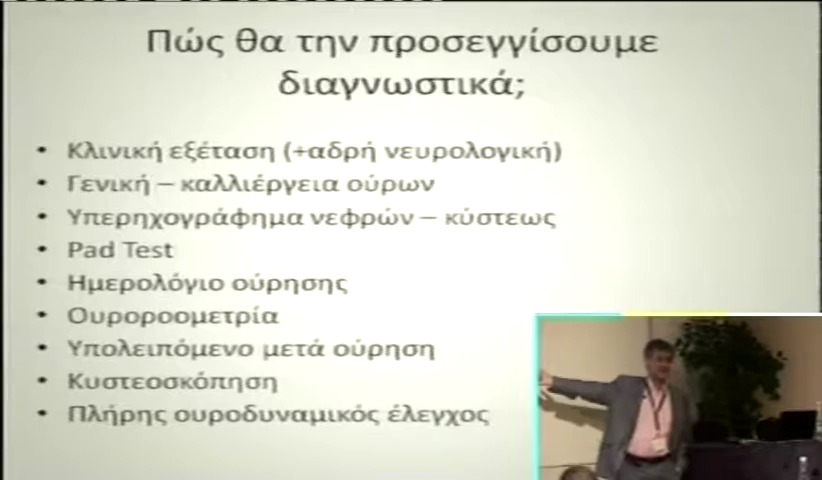 Πώς θα την προσεγγίσουμε
διαγνωστικά;
• Κλινική εξέταση (+αδρή νευρολογική)
• Γενική – καλλιέργεια ούρων
• Υπερηχογράφημα νεφρών – κύστεως
• Pad Test
• Ημερολόγιο ούρησης
• Ουροροομετρία
• Υπολειπόμενο μετά ούρηση
• Κυστεοσκόπηση
• Πλήρης ουροδυναμικός έλεγχος